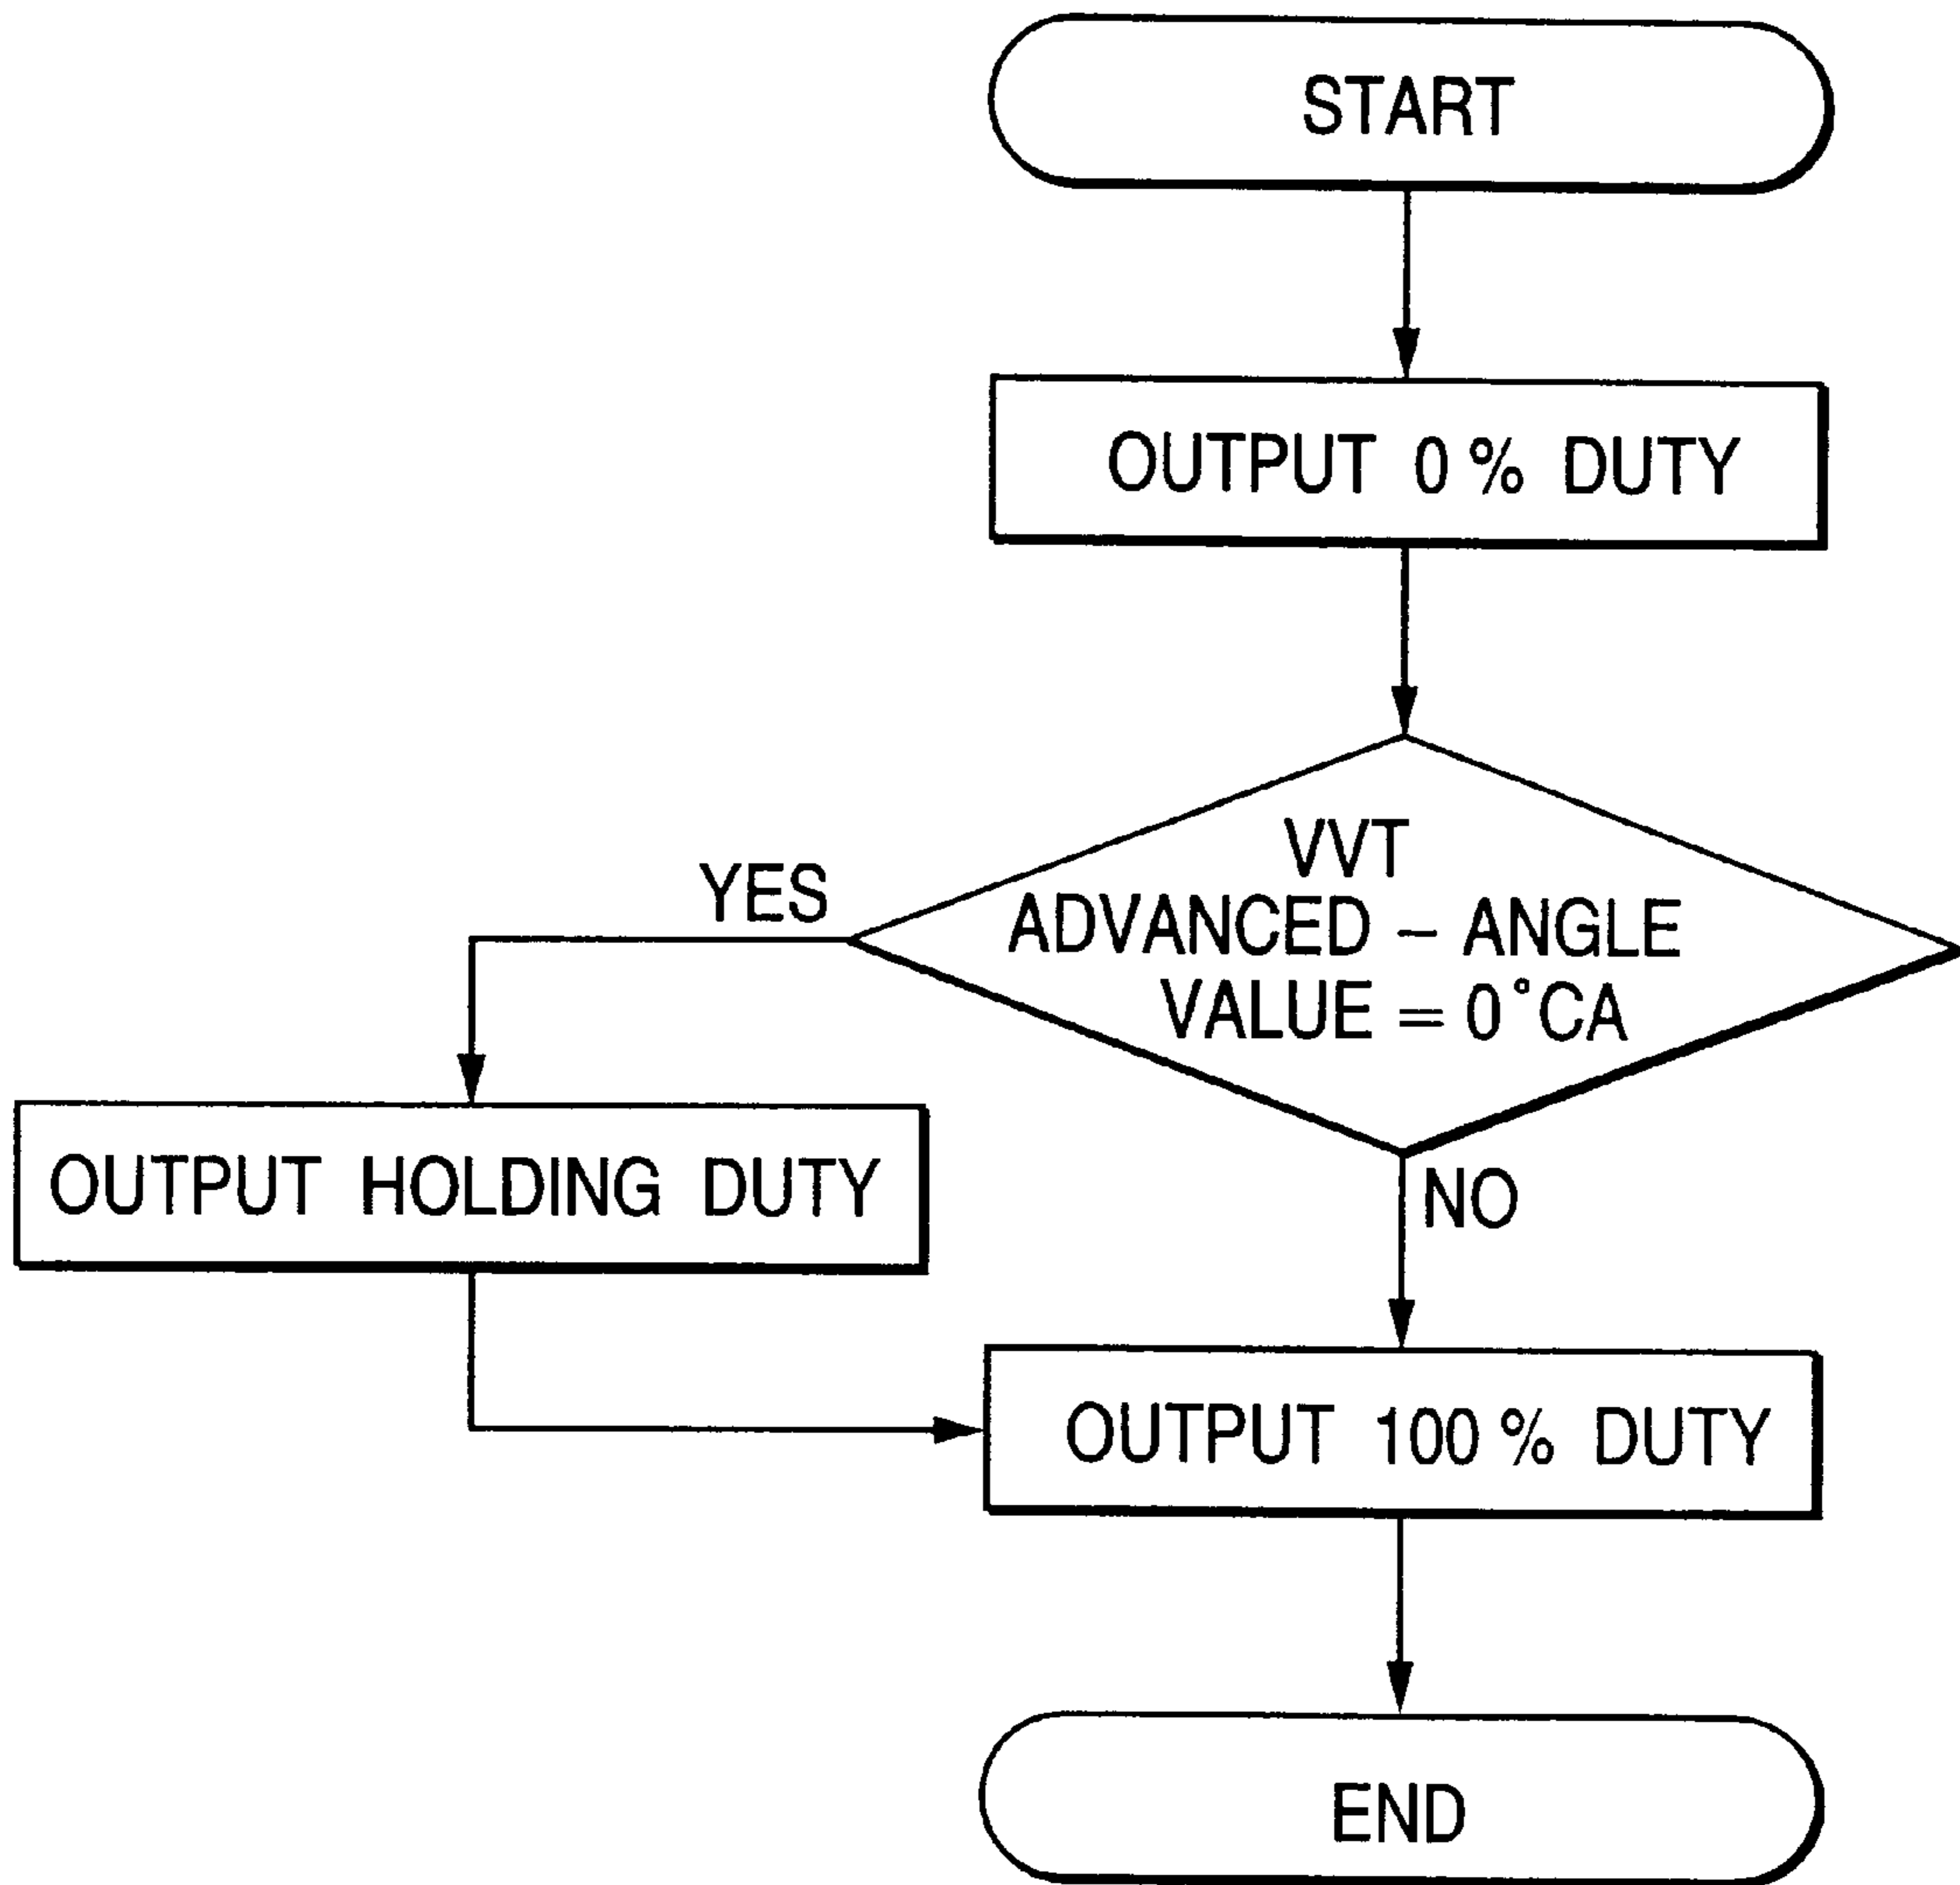 START
OUTPUT 0% DUTY
VVT
ADVANCED - ANGLE
VALUE = 0°CA
YES
NO
OUTPUT HOLDING DUTY
OUTPUT 100% DUTY
END